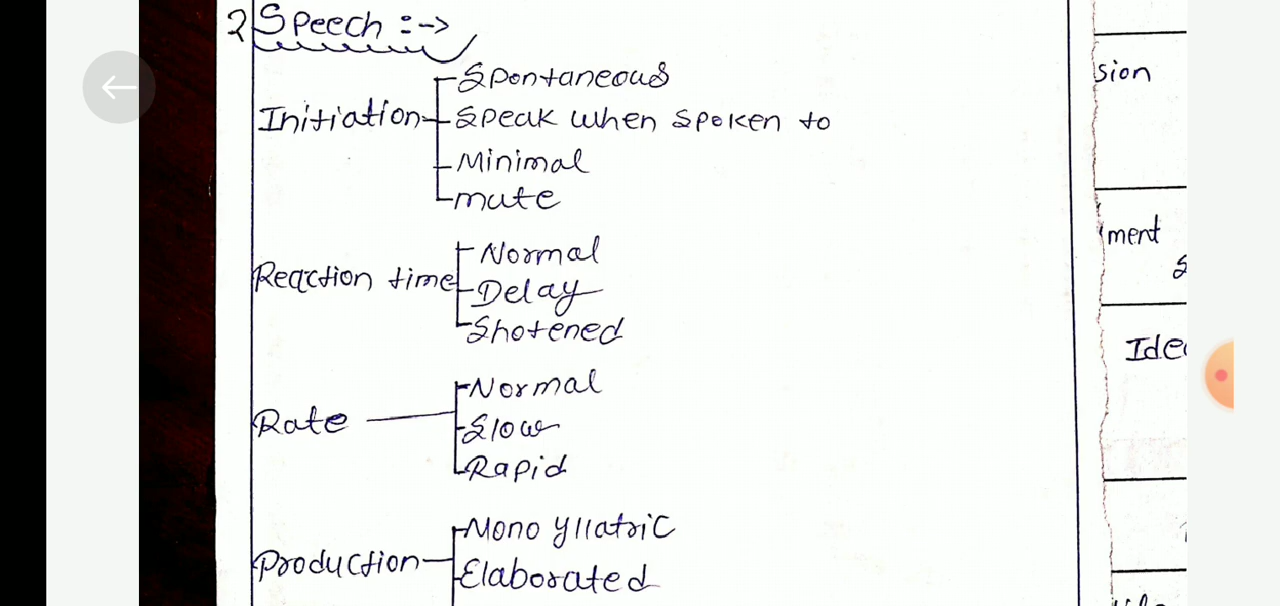 2 Speech :->
Initiation
Spontaneous
Speak when spoken to
Minimal
mute
Reaction time
Normal
Delay
Shotened
Rate
Normal
Slow
Rapid
Production
Mono yllatric
Elaborated
sion
ment
Ide